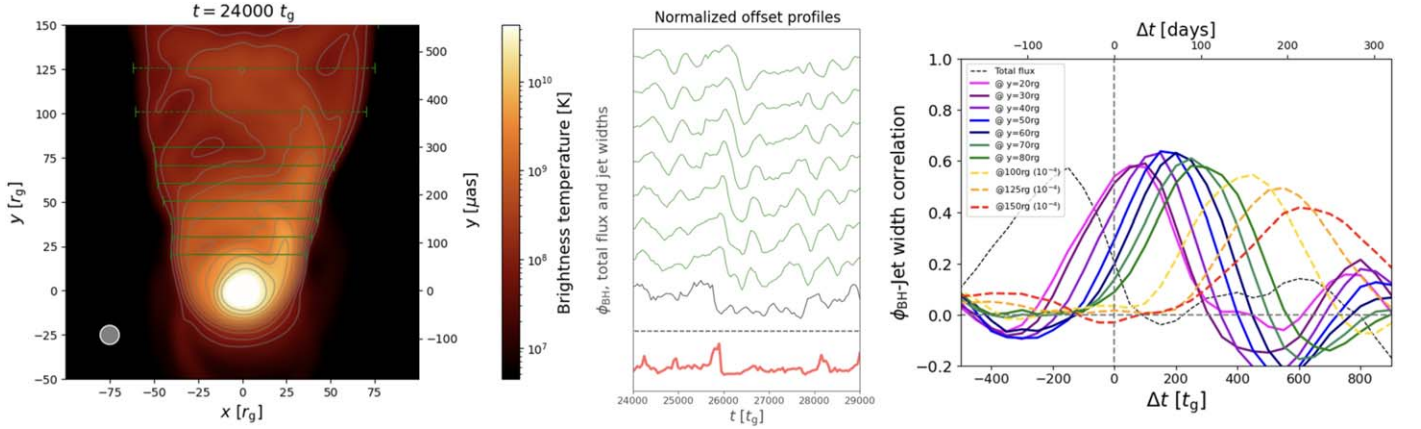 t = 24000 t_g
150
125
100
75
50
25
0
−25
−50
y [r_g]
−75 −50 −25 0 25 50 75
x [r_g]
500
400
300
200
100
0
−100
y [μas]
10^10
10^9
10^8
10^7
Brightness temperature [K]
Normalized offset profiles
ϕ_BH, total flux and jet widths
24000 25000 26000 27000 28000 29000
t [t_g]
Δt [days]
−100 0 100 200 300
1.0
0.8
0.6
0.4
0.2
0.0
−0.2
ϕ_BH-Jet width correlation
Total flux
@ y=20rg
@ y=30rg
@ y=40rg
@ y=50rg
@ y=60rg
@ y=70rg
@ y=80rg
@100rg (10^−4)
@125rg (10^−4)
@150rg (10^−4)
−400 −200 0 200 400 600 800
Δt [t_g]